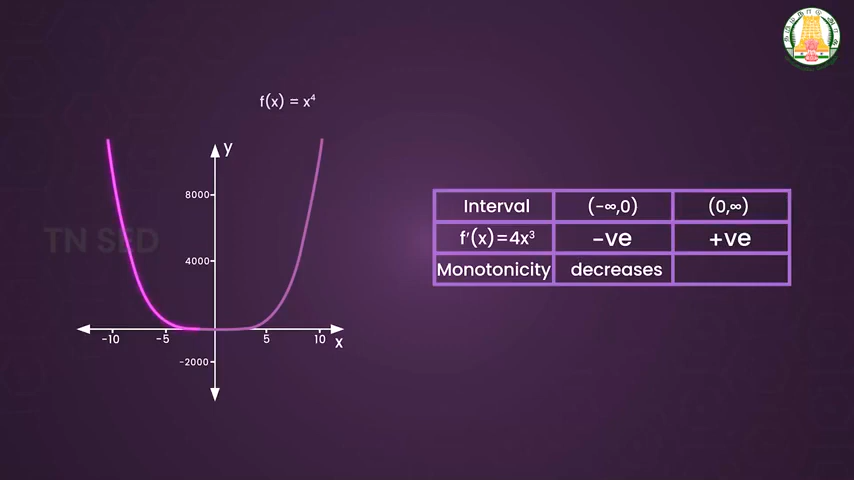 f(x) = x⁴
y
8000
4000
-10 -5 5 10 x
-2000
TN SED
Interval (-∞,0) (0,∞)
f'(x)=4x³ -ve +ve
Monotonicity decreases